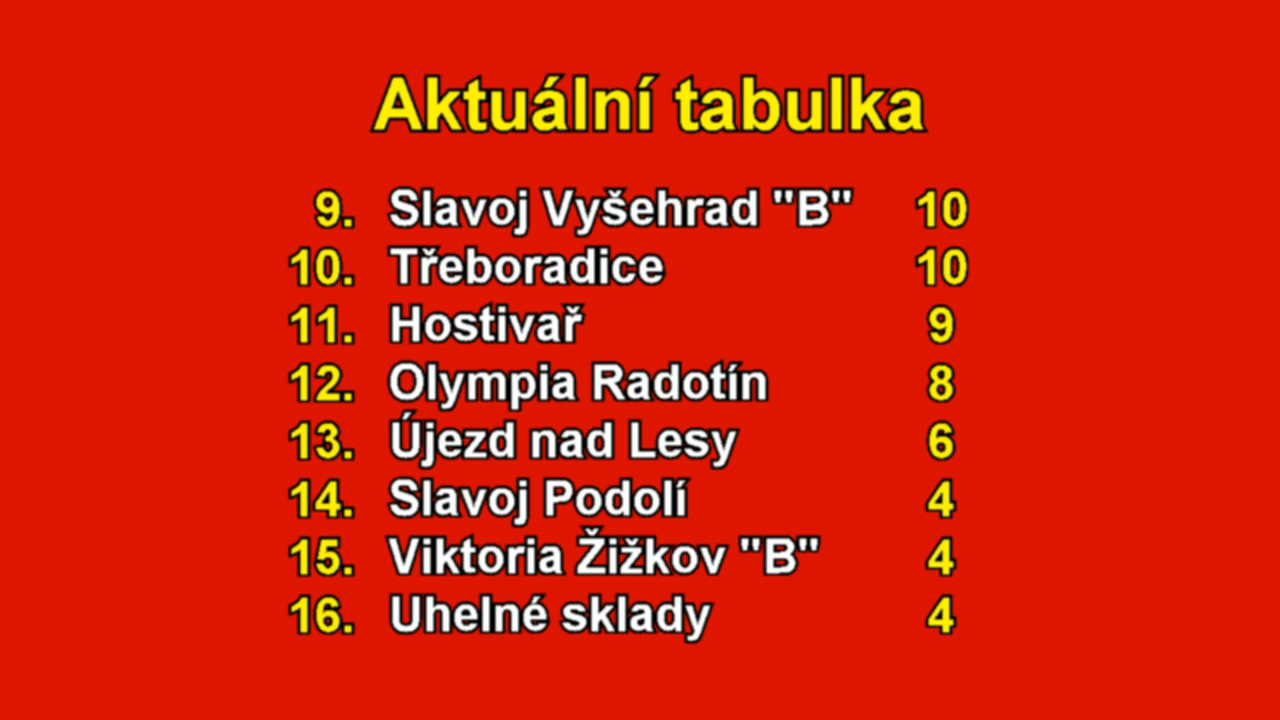 Aktuální tabulka
9. Slavoj Vyšehrad "B" 10
10. Třeboradice 10
11. Hostivař 9
12. Olympia Radotín 8
13. Újezd nad Lesy 6
14. Slavoj Podolí 4
15. Viktoria Žižkov "B" 4
16. Uhelné sklady 4